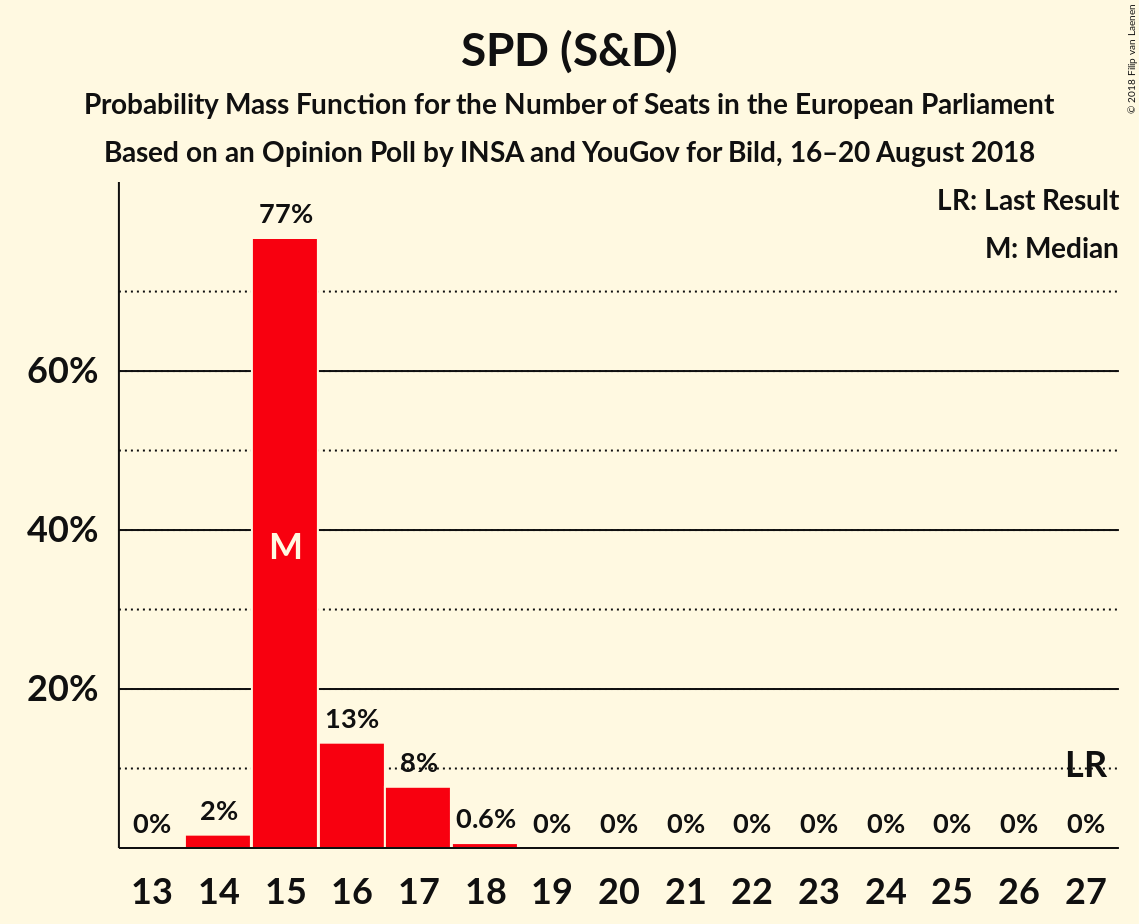 SPD (S&D)
Probability Mass Function for the Number of Seats in the European Parliament
Based on an Opinion Poll by INSA and YouGov for Bild, 16–20 August 2018
© 2018 Filip van Laenen
LR: Last Result
M: Median
77%
60%
40%
M
20%
13%
8%
LR
0%
2%
0.6%
0%
0%
0%
0%
0%
0%
0%
0%
0%
13 14 15 16 17 18 19 20 21 22 23 24 25 26 27